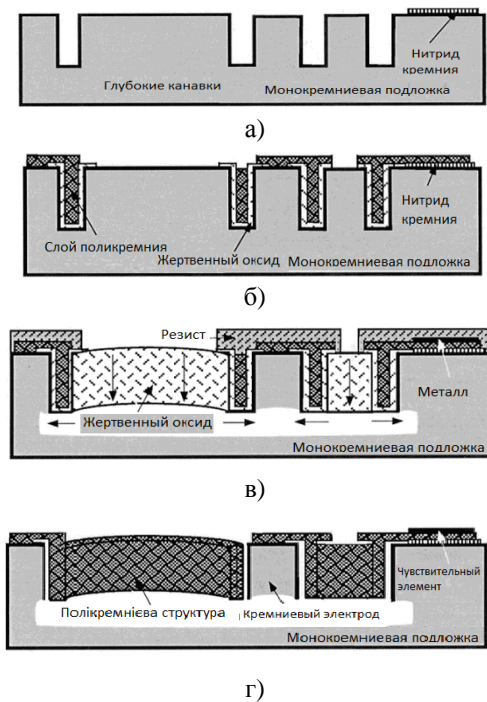 Нитрид
кремния
Глубокие канавки
Монокремниевая подложка
а)
Слой поликремния
Жертвенный оксид
Нитрид
кремния
Монокремниевая подложка
б)
Резист
Металл
Жертвенный оксид
Монокремниевая подложка
в)
Чувствительный
элемент
Полікремнієва структура
Кремниевый электрод
Монокремниевая подложка
г)